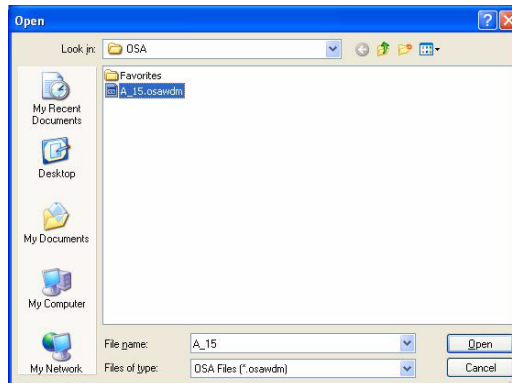 Open
Look in: OSA
Favorites
A_15.osawdm
My Recent
Documents
Desktop
My Documents
My Computer
My Network
File name: A_15 Open
Files of type: OSA Files (*.osawdm) Cancel